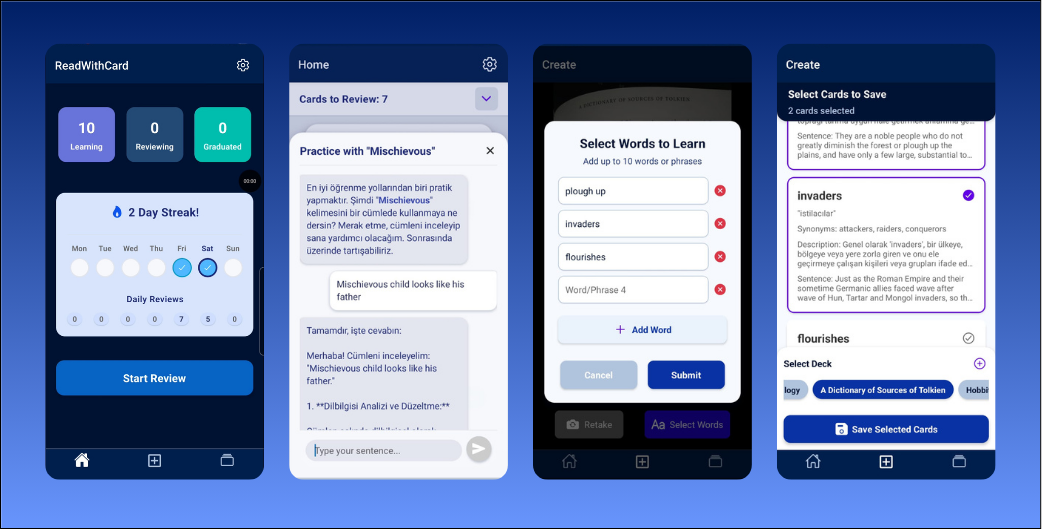 ReadWithCard
10
0
0
Learning
Reviewing
Graduated
00:00
2 Day Streak!
Mon Tue Wed Thu Fri Sat Sun
Daily Reviews
0 0 0 0 7 5 0
Start Review
Home
Cards to Review: 7
Practice with "Mischievous"
En iyi öğrenme yollarından biri pratik
yapmaktır. Şimdi "Mischievous"
kelimesini bir cümlede kullanmaya ne
dersin? Merak etme, cümleni inceleyip
sana yardımcı olacağım. Sonrasında
üzerinde tartışabiliriz.
Mischievous child looks like his
father
Tamamdır, işte cevabın:
Merhaba! Cümleni inceleyelim:
"Mischievous child looks like his
father."
1. **Dilbilgisi Analizi ve Düzeltme:**
Type your sentence...
Create
A DICTIONARY OF SOURCES OF TOLKIEN
Select Words to Learn
Add up to 10 words or phrases
plough up
invaders
flourishes
Word/Phrase 4
+ Add Word
Cancel
Submit
Retake
Aa Select Words
Create
Select Cards to Save
2 cards selected
Sentence: They are a noble people who do not
greatly diminish the forest or plough up the
plains, and have only a few large, substantial to...
invaders
"istilacılar"
Synonyms: attackers, raiders, conquerors
Description: Genel olarak 'invaders', bir ülkeye,
bölgeye veya yere zorla giren ve onu ele
geçirmeye çalışan kişileri veya grupları ifade ed...
Sentence: Just as the Roman Empire and their
sometime Germanic allies faced wave after
wave of Hun, Tartar and Mongol invaders, so th...
flourishes
Select Deck
logy
A Dictionary of Sources of Tolkien
Hobbit
Save Selected Cards